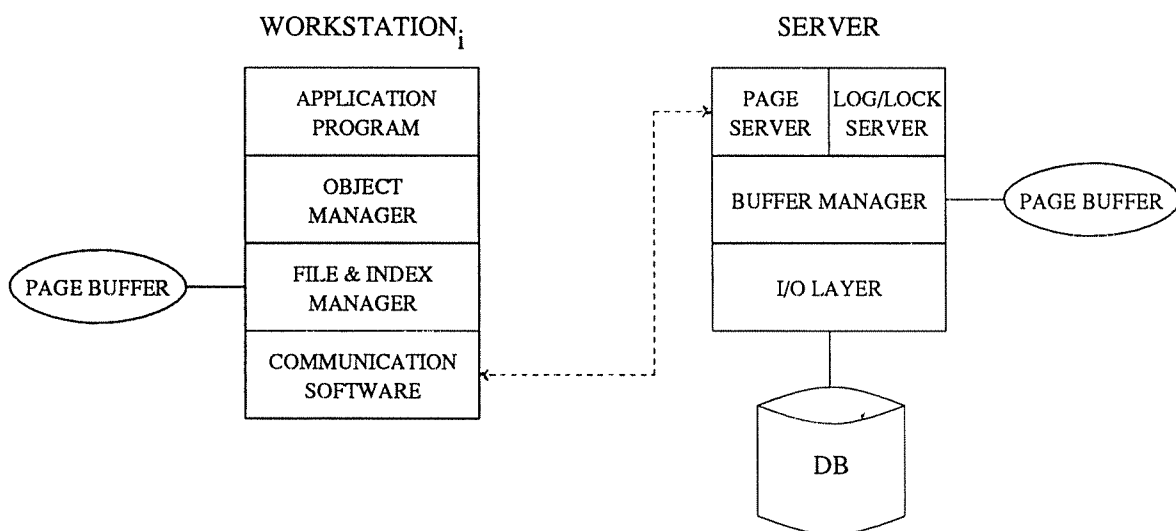 WORKSTATIONi
APPLICATION
PROGRAM
OBJECT
MANAGER
FILE & INDEX
MANAGER
COMMUNICATION
SOFTWARE
PAGE BUFFER
SERVER
PAGE
SERVER
LOG/LOCK
SERVER
BUFFER MANAGER
I/O LAYER
PAGE BUFFER
DB